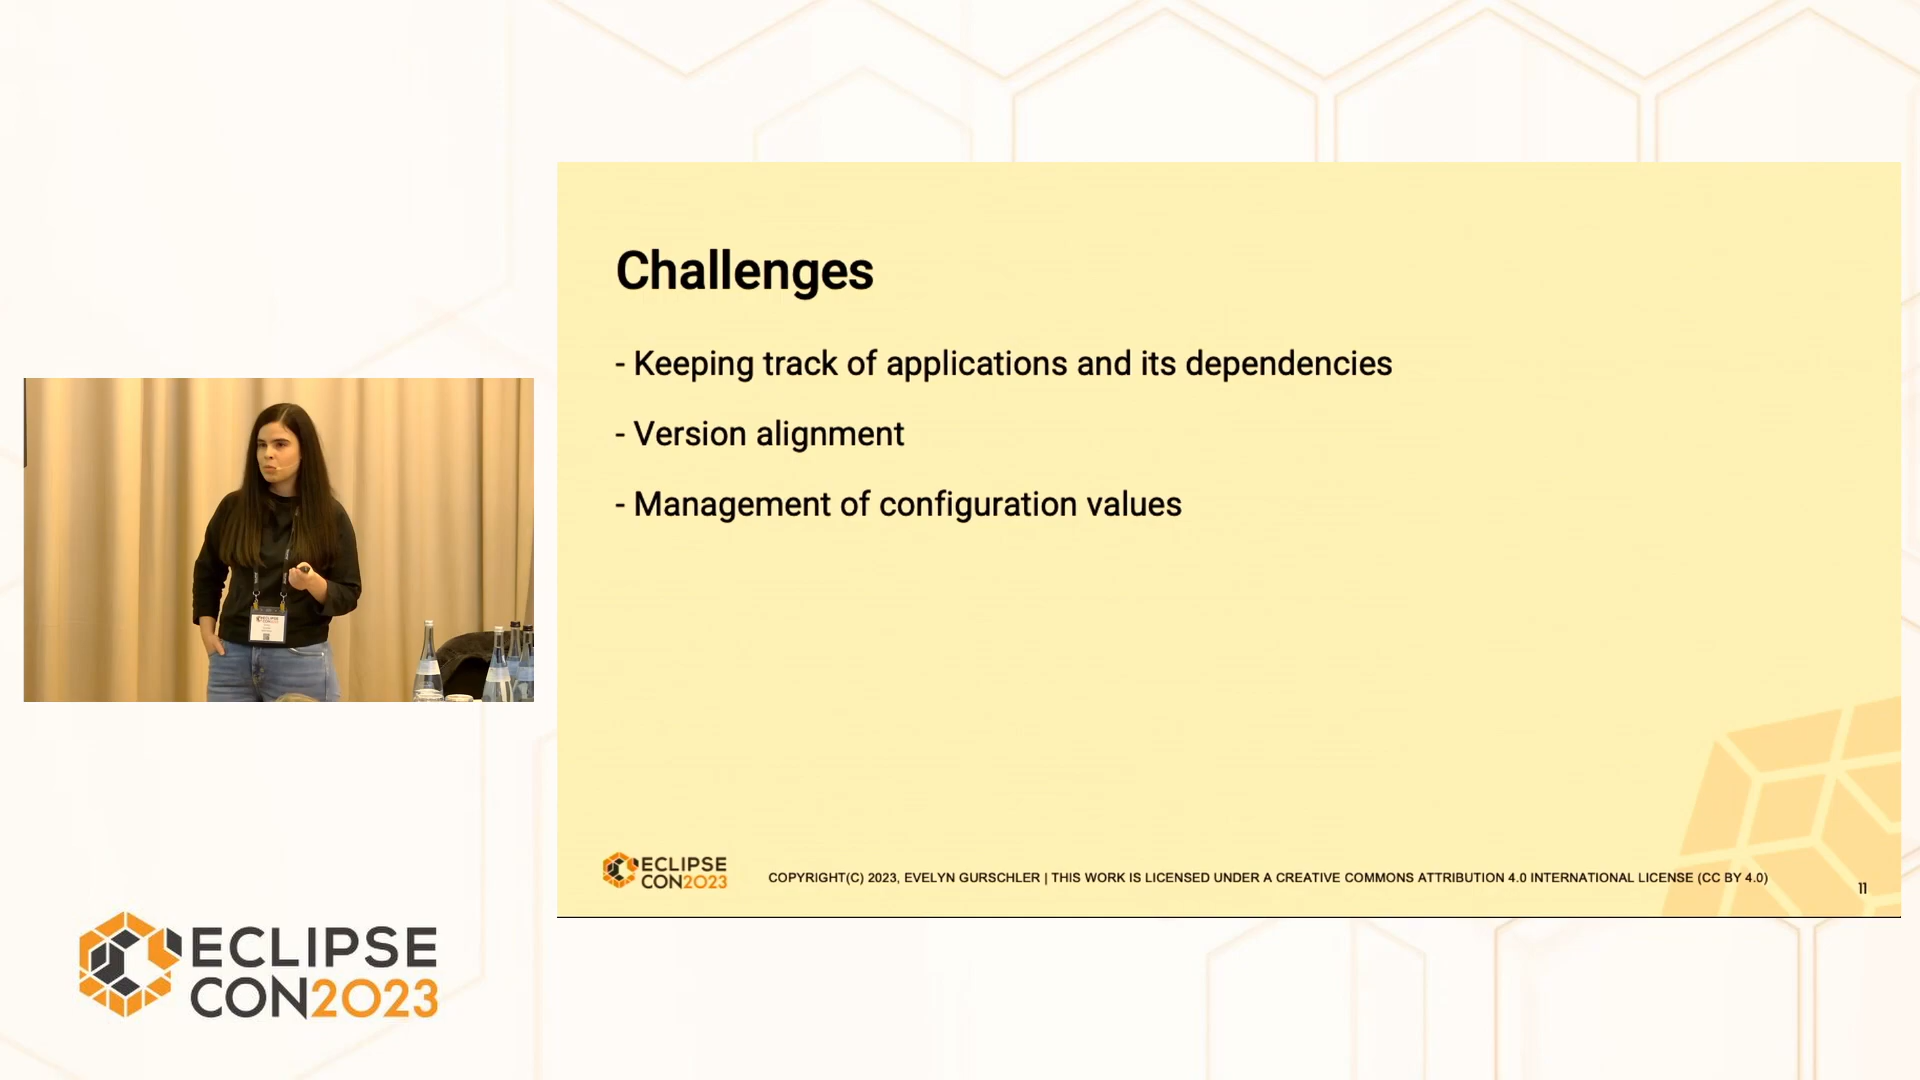 Challenges
- Keeping track of applications and its dependencies
- Version alignment
- Management of configuration values
ECLIPSE
CON2023
COPYRIGHT(C) 2023, EVELYN GURSCHLER | THIS WORK IS LICENSED UNDER A CREATIVE COMMONS ATTRIBUTION 4.0 INTERNATIONAL LICENSE (CC BY 4.0)
11
ECLIPSE
CON2023